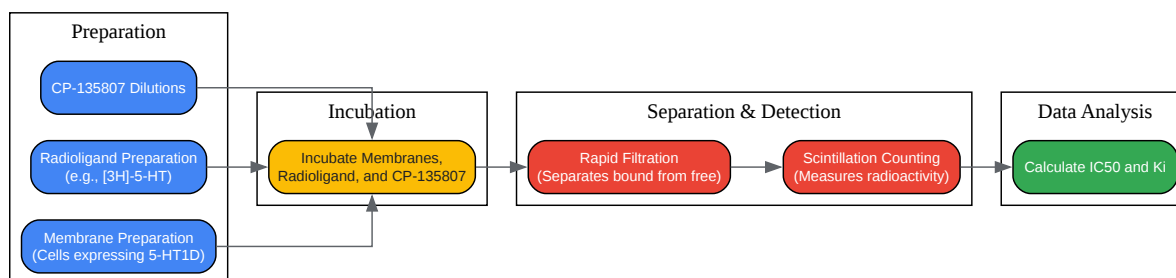 Preparation
CP-135807 Dilutions
Radioligand Preparation
(e.g., [3H]-5-HT)
Membrane Preparation
(Cells expressing 5-HT1D)
Incubation
Incubate Membranes,
Radioligand, and CP-135807
Separation & Detection
Rapid Filtration
(Separates bound from free)
Scintillation Counting
(Measures radioactivity)
Data Analysis
Calculate IC50 and Ki